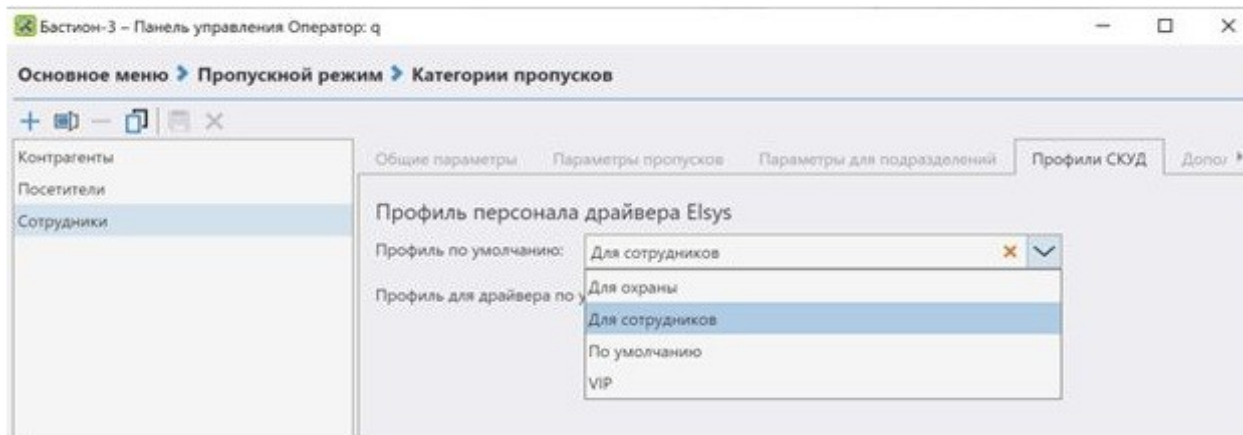 Бастион-3 – Панель управления Оператор: q
Основное меню Пропускной режим Категории пропусков
Контрагенты
Посетители
Сотрудники
Общие параметры Параметры пропусков Параметры для подразделений Профили СКУД Допол
Профиль персонала драйвера Elsys
Профиль по умолчанию: Для сотрудников
Профиль для драйвера по у
Для охраны
Для сотрудников
По умолчанию
VIP